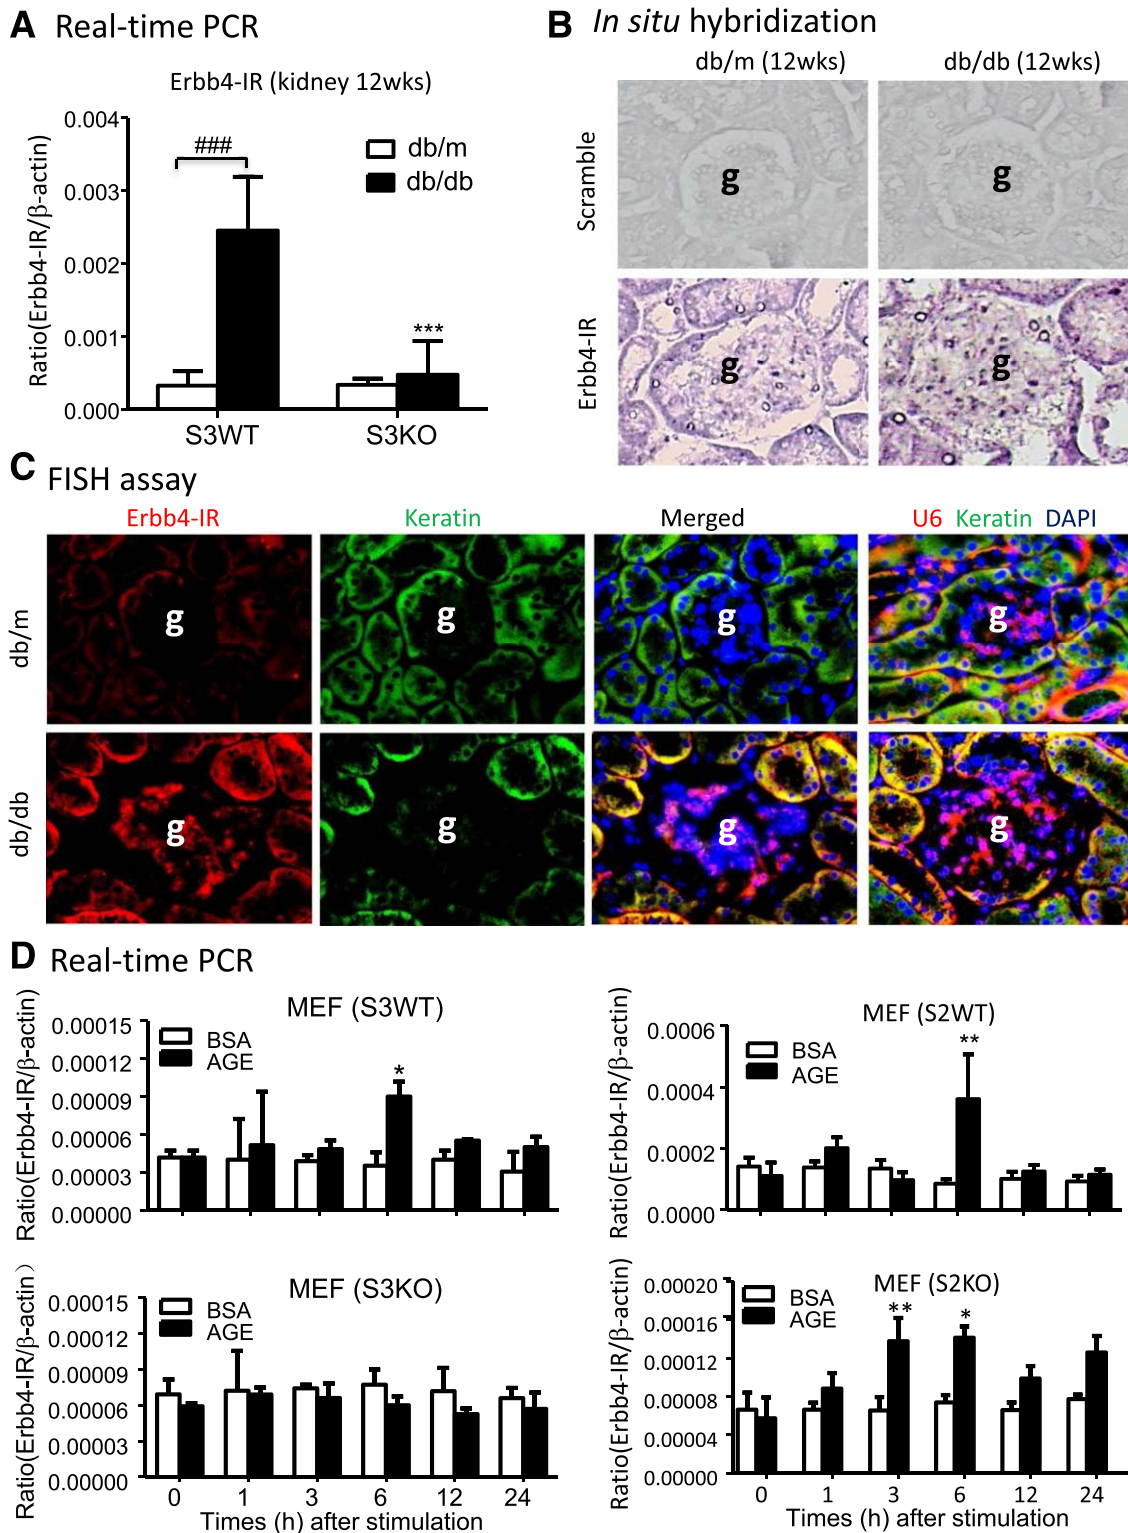 A Real-time PCR
Erbb4-IR (kidney 12wks)
Ratio(Erbb4-IR/β-actin)
0.004
0.003
0.002
0.001
0.000
###
***
db/m
db/db
S3WT S3KO
B In situ hybridization
db/m (12wks) db/db (12wks)
Scramble
g g
Erbb4-IR
g g
C FISH assay
Erbb4-IR Keratin Merged U6 Keratin DAPI
db/m
g g g g
db/db
g g g g
D Real-time PCR
MEF (S3WT)
Ratio(Erbb4-IR/β-actin)
0.00015
0.00012
0.00009
0.00006
0.00003
0.00000
BSA
AGE
*
MEF (S2WT)
Ratio(Erbb4-IR/β-actin)
0.0006
0.0004
0.0002
0.0000
BSA
AGE
**
MEF (S3KO)
Ratio(Erbb4-IR/β-actin)
0.00015
0.00012
0.00009
0.00006
0.00003
0.00000
BSA
AGE
0 1 3 6 12 24
Times (h) after stimulation
MEF (S2KO)
Ratio(Erbb4-IR/β-actin)
0.00020
0.00016
0.00012
0.00008
0.00004
0.00000
BSA
AGE
** *
0 1 3 6 12 24
Times (h) after stimulation